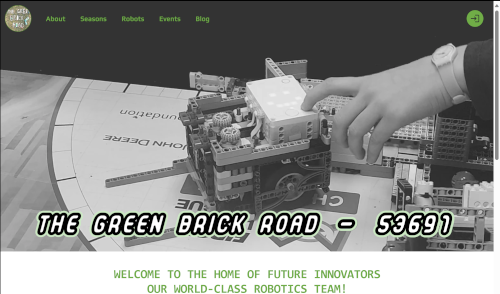 About Seasons Robots Events Blog
Foundation
JOHN DEERE
THE GREEN BRICK ROAD - 53691
WELCOME TO THE HOME OF FUTURE INNOVATORS
OUR WORLD-CLASS ROBOTICS TEAM!